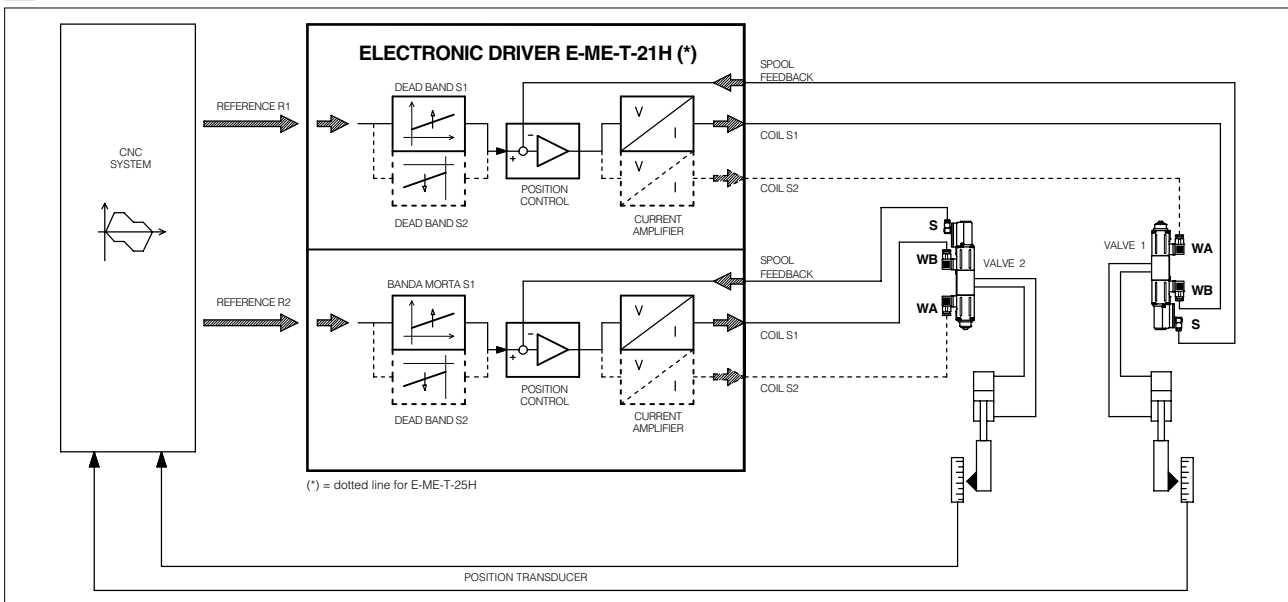 ELECTRONIC DRIVER E-ME-T-21H (*)
CNC
SYSTEM
REFERENCE R1
DEAD BAND S1
+
-
POSITION
CONTROL
DEAD BAND S2
V
I
V
I
CURRENT
AMPLIFIER
SPOOL
FEEDBACK
COIL S1
COIL S2
REFERENCE R2
BANDA MORTA S1
+
-
POSITION
CONTROL
DEAD BAND S2
V
I
V
I
CURRENT
AMPLIFIER
SPOOL
FEEDBACK
COIL S1
COIL S2
S
WB
VALVE 2
WA
VALVE 1
WA
WB
S
(*) = dotted line for E-ME-T-25H
POSITION TRANSDUCER